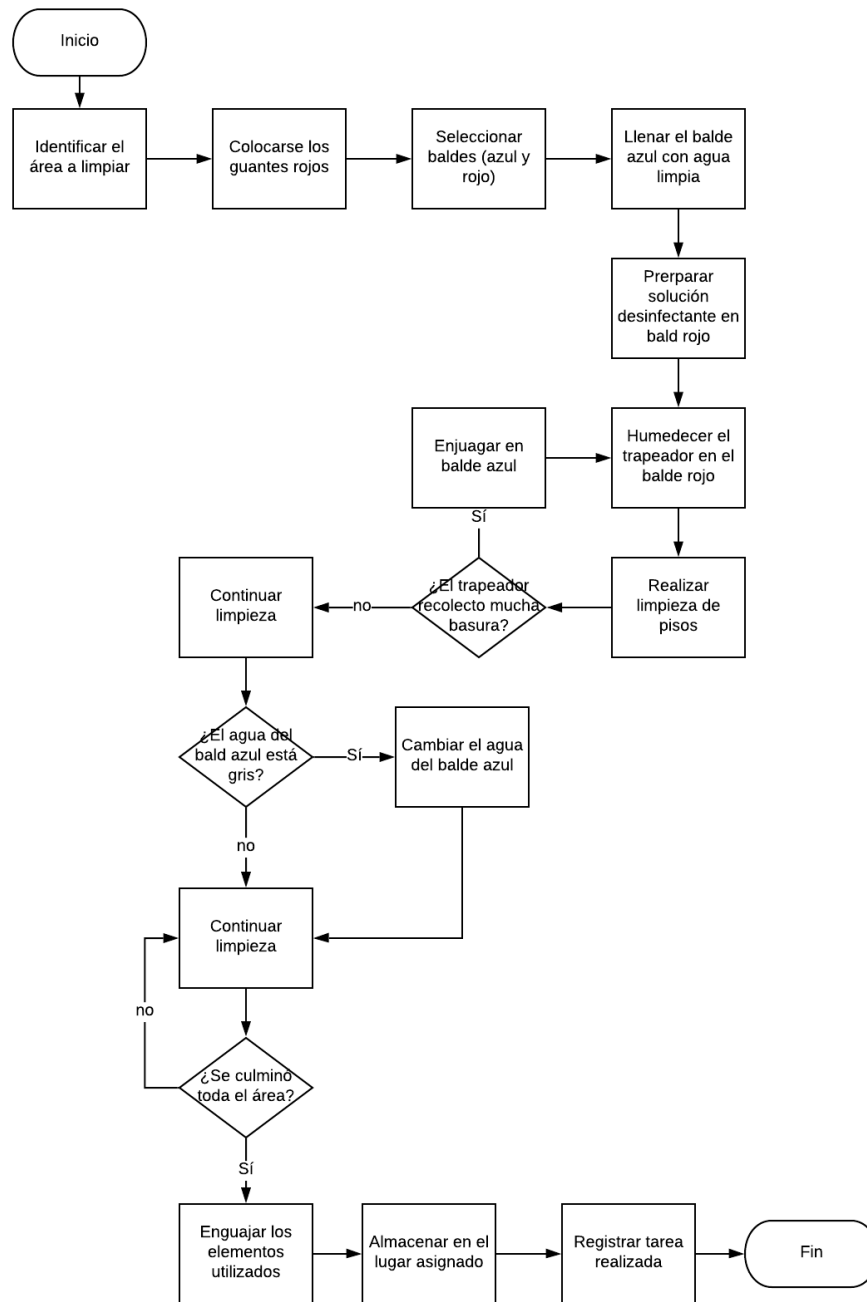 Inicio
Identificar el
área a limpiar
Colocarse los
guantes rojos
Seleccionar
baldes (azul y
rojo)
Llenar el balde
azul con agua
limpia
Prerparar
solución
desinfectante en
bald rojo
Enjuagar en
balde azul
Humedecer el
trapeador en el
balde rojo
Sí
Continuar
limpieza
no
¿El trapeador
recolecto mucha
basura?
Realizar
limpieza de
pisos
¿El agua del
bald azul está
gris?
Sí
Cambiar el agua
del balde azul
no
Continuar
limpieza
no
¿Se culminó
toda el área?
Sí
Enguajar los
elementos
utilizados
Almacenar en el
lugar asignado
Registrar tarea
realizada
Fin